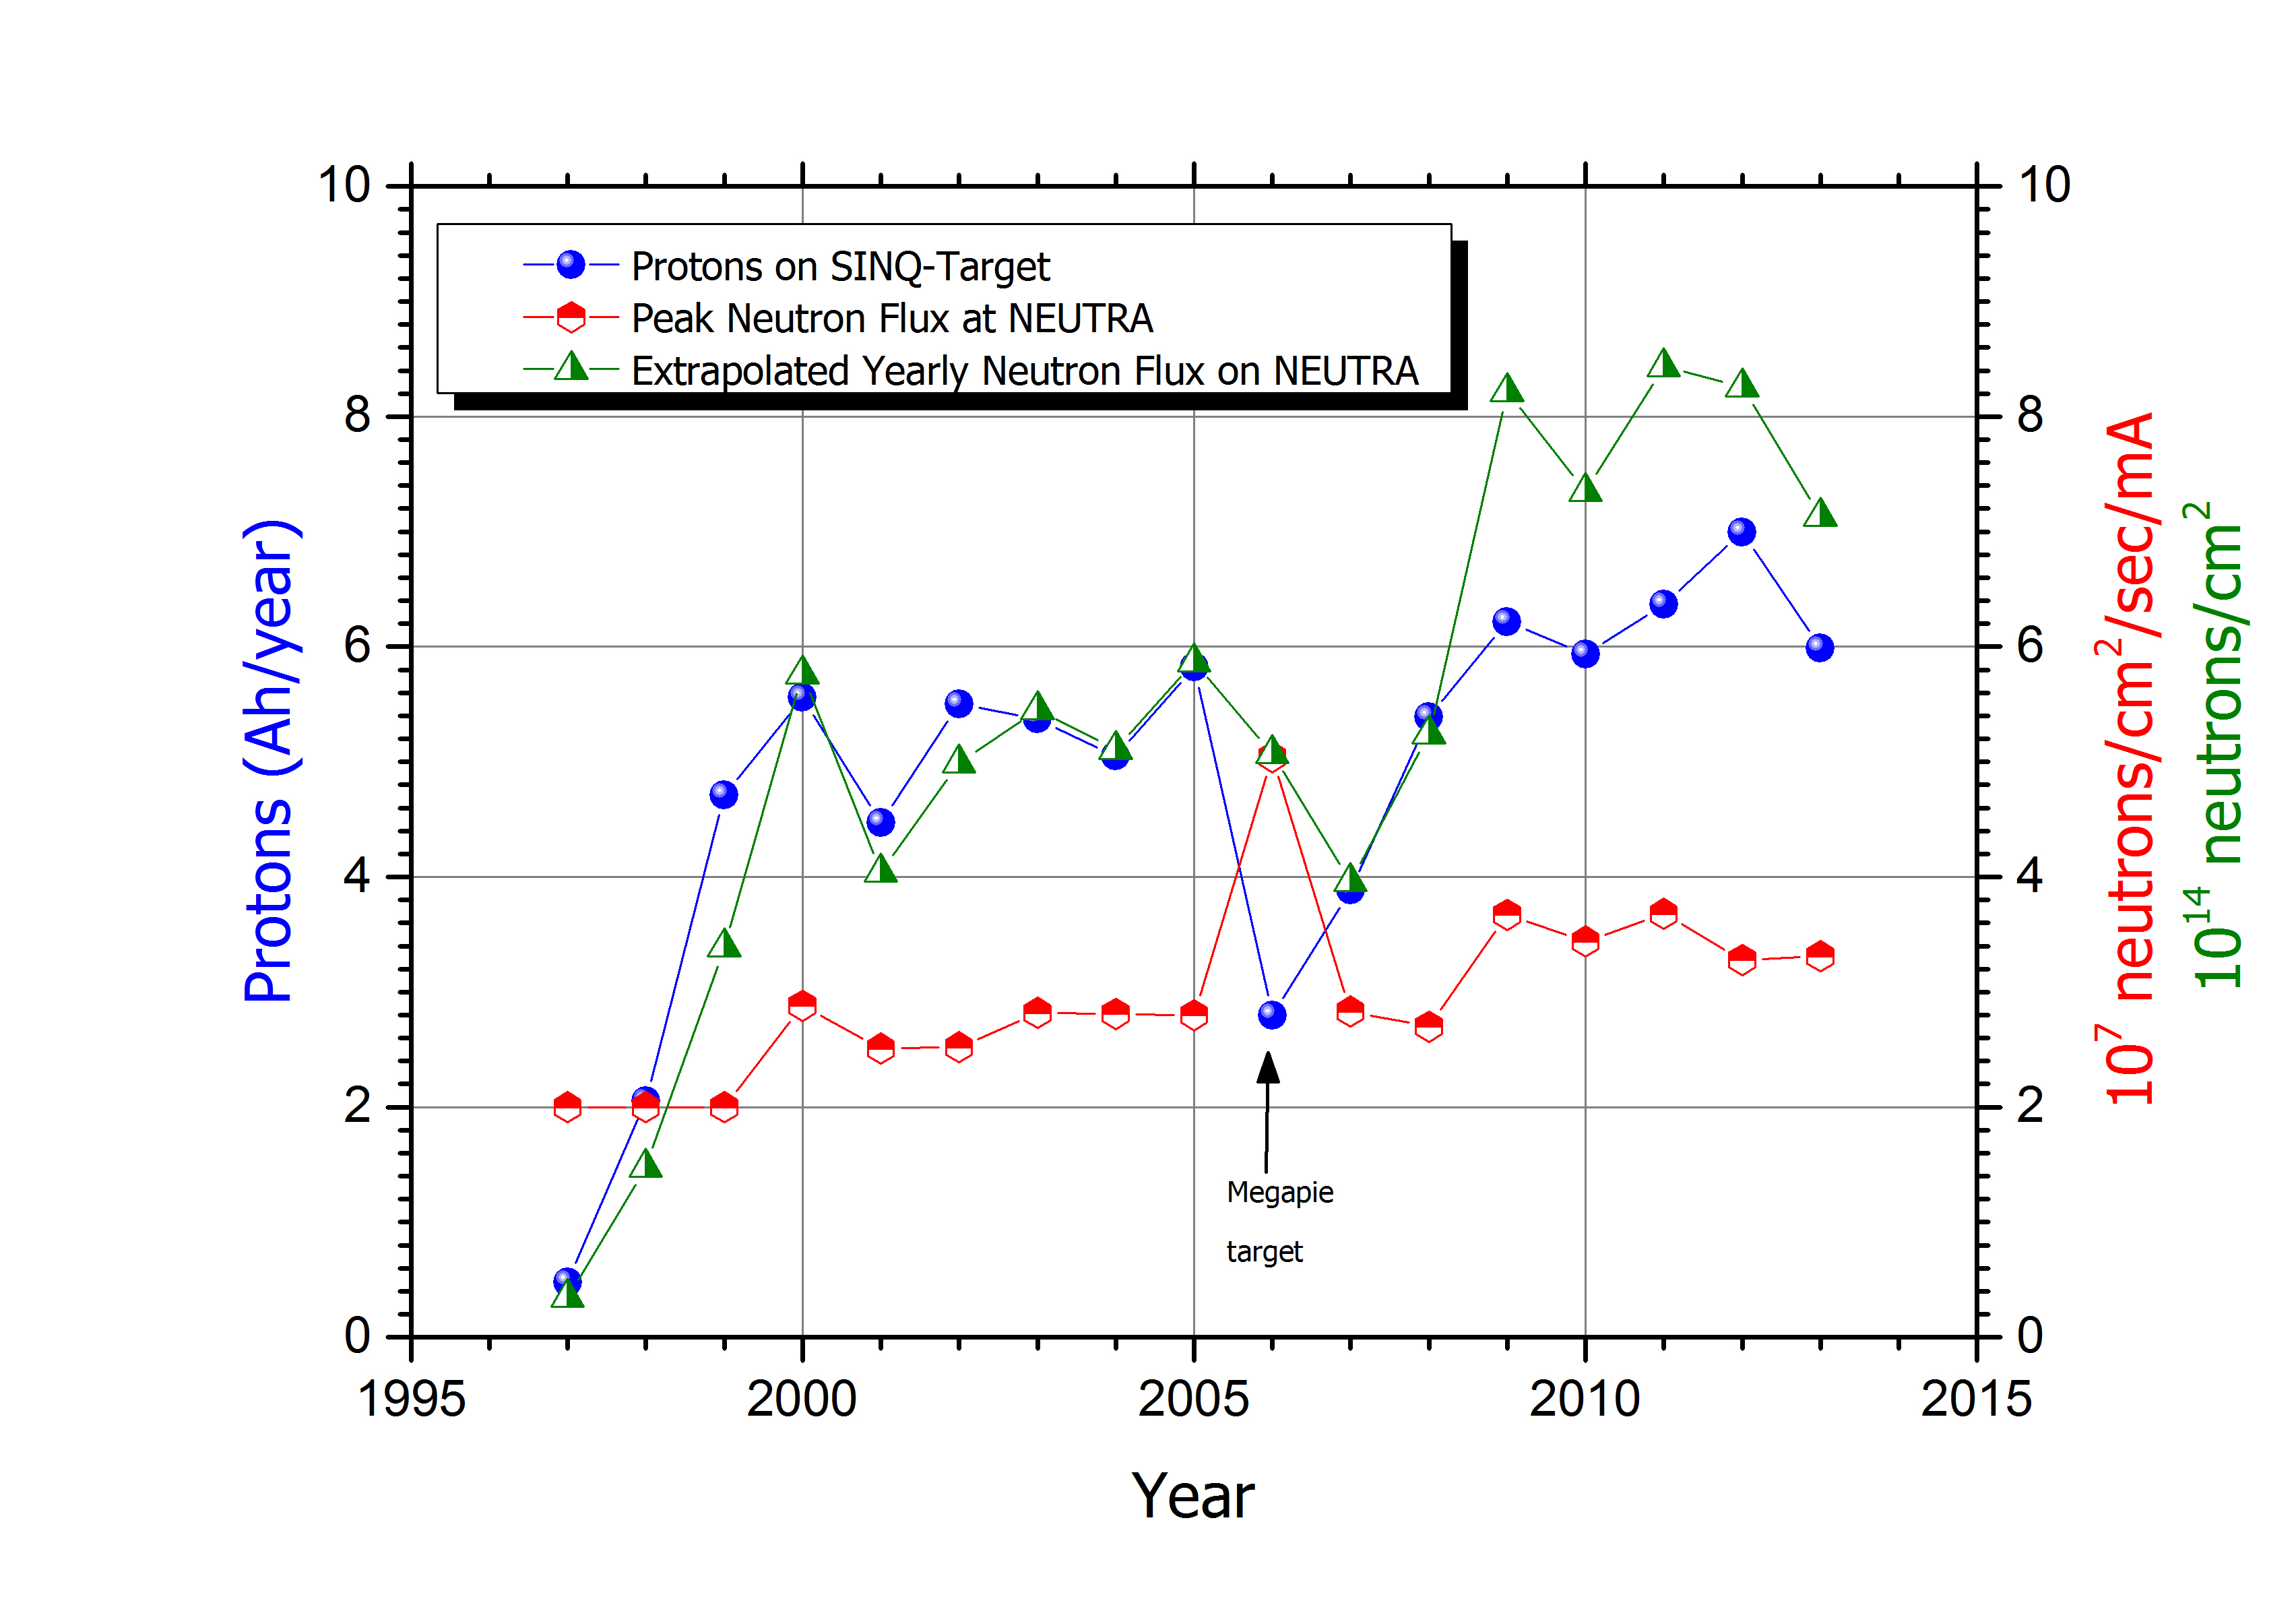 10
8
6
4
2
0
10
8
6
4
2
0
Protons on SINQ-Target
Peak Neutron Flux at NEUTRA
Extrapolated Yearly Neutron Flux on NEUTRA
Protons (Ah/year)
10⁷ neutrons/cm²/sec/mA
10¹⁴ neutrons/cm²
Megapie
target
1995
2000
2005
2010
2015
Year